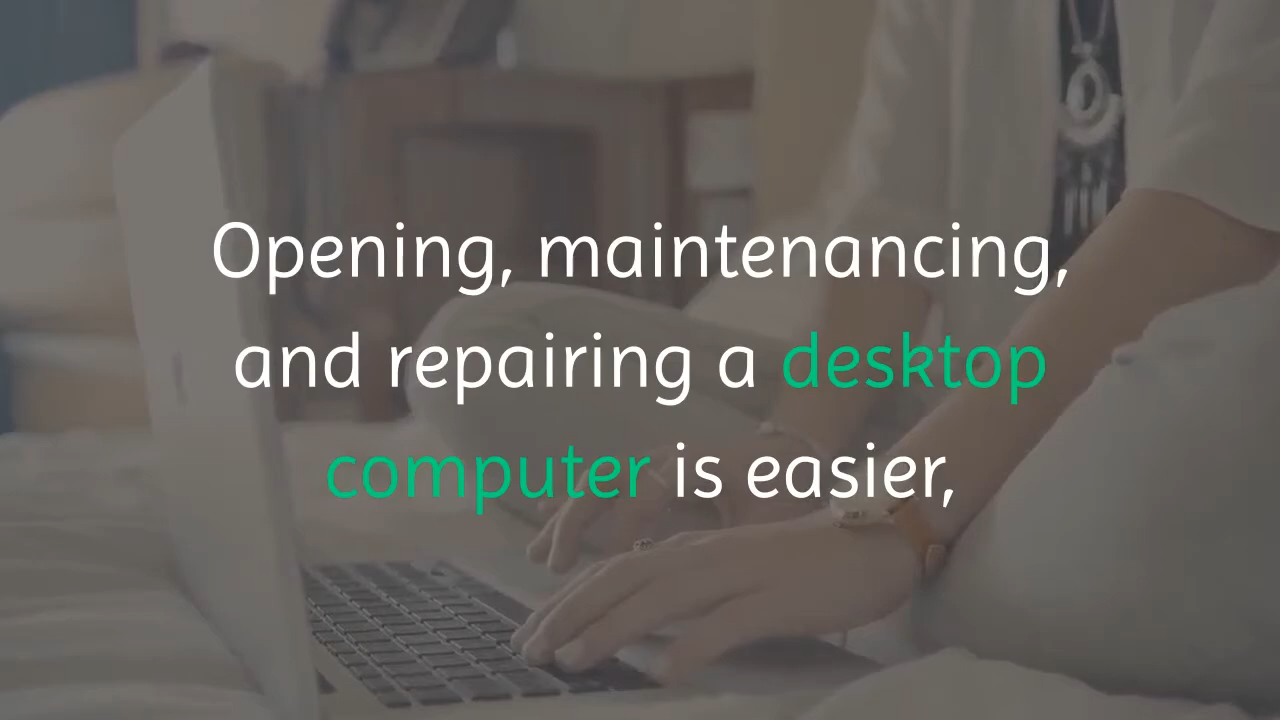 Opening, maintenancing,
and repairing a desktop
computer is easier,